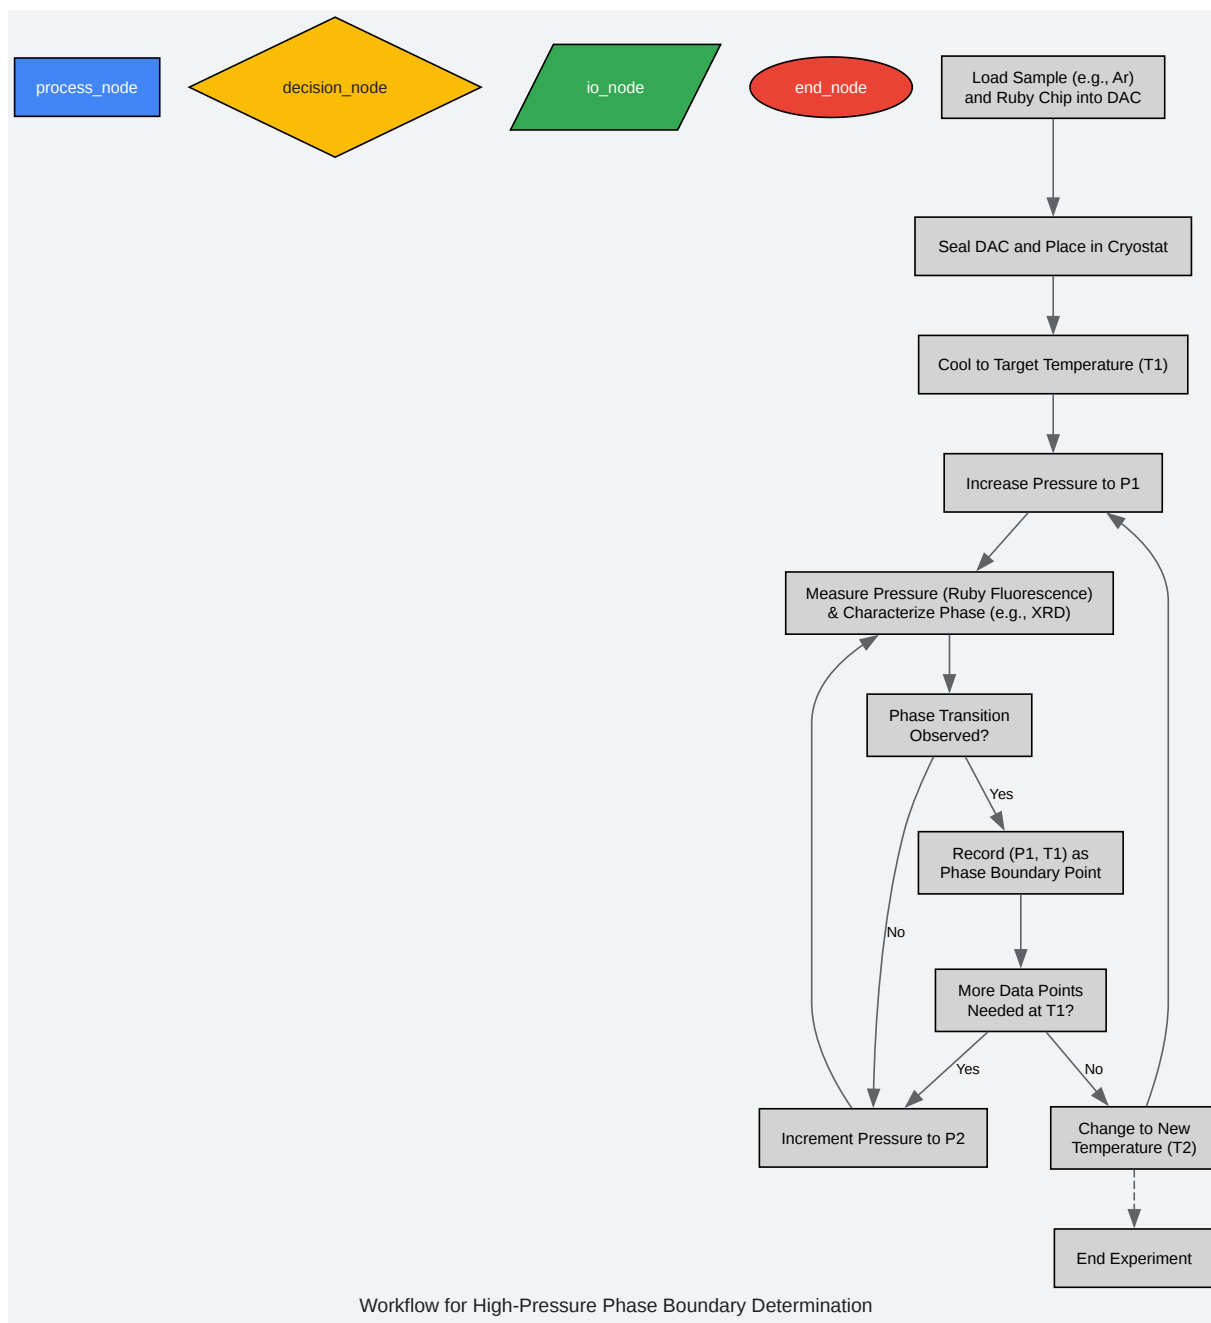 process_node
decision_node
io_node
end_node
Load Sample (e.g., Ar)
and Ruby Chip into DAC
Seal DAC and Place in Cryostat
Cool to Target Temperature (T1)
Increase Pressure to P1
Measure Pressure (Ruby Fluorescence)
& Characterize Phase (e.g., XRD)
Phase Transition
Observed?
Yes
Record (P1, T1) as
Phase Boundary Point
No
More Data Points
Needed at T1?
Yes
No
Increment Pressure to P2
Change to New
Temperature (T2)
End Experiment
Workflow for High-Pressure Phase Boundary Determination